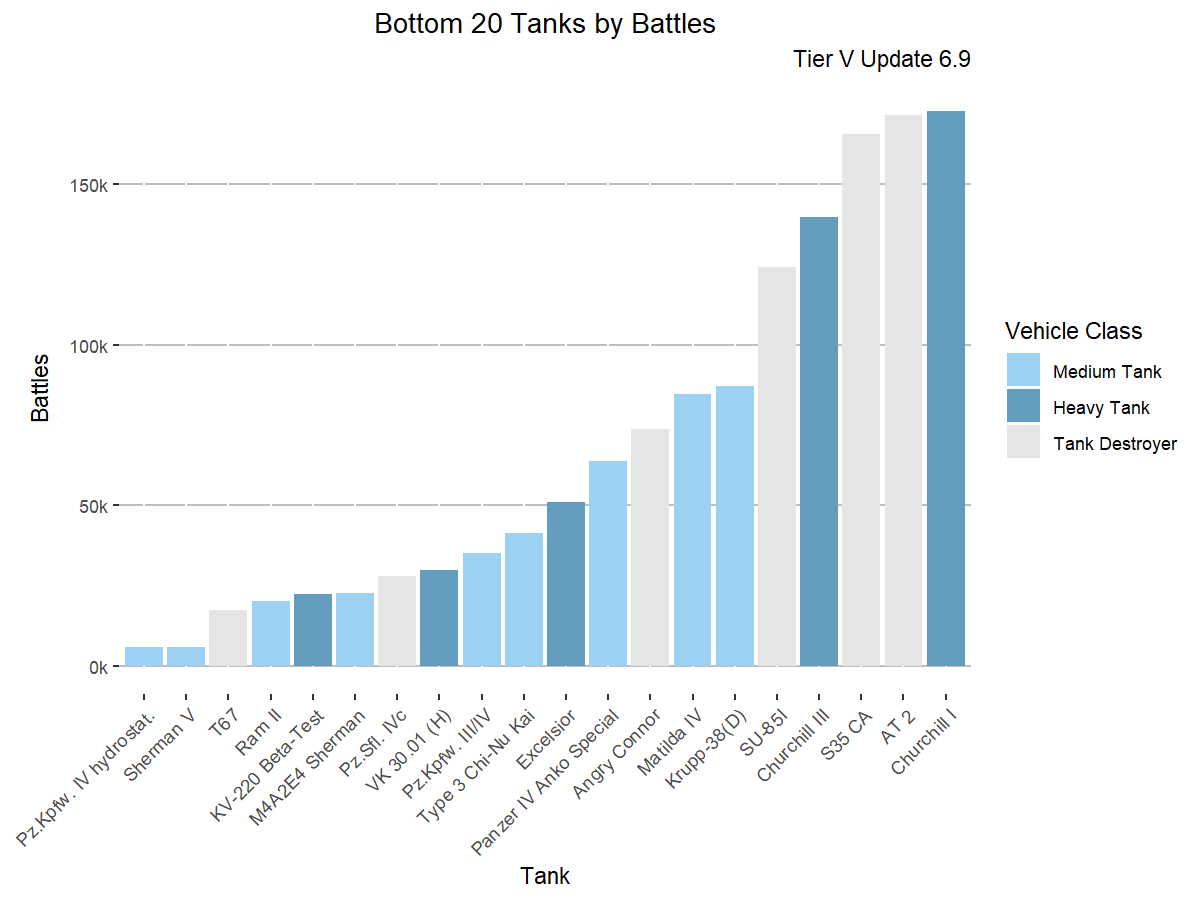 Bottom 20 Tanks by Battles
Tier V Update 6.9
150k
100k
50k
0k
Battles
Pz.Kpfw. IV hydrostat.
Sherman V
T67
Ram II
KV-220 Beta-Test
M4A2E4 Sherman
Pz.Sfl. IVc
VK 30.01 (H)
Pz.Kpfw. III/IV
Type 3 Chi-Nu Kai
Excelsior
Panzer IV Anko Special
Angry Connor
Matilda IV
Krupp-38(D)
SU-85I
Churchill III
S35 CA
AT 2
Churchill I
Tank
Vehicle Class
Medium Tank
Heavy Tank
Tank Destroyer